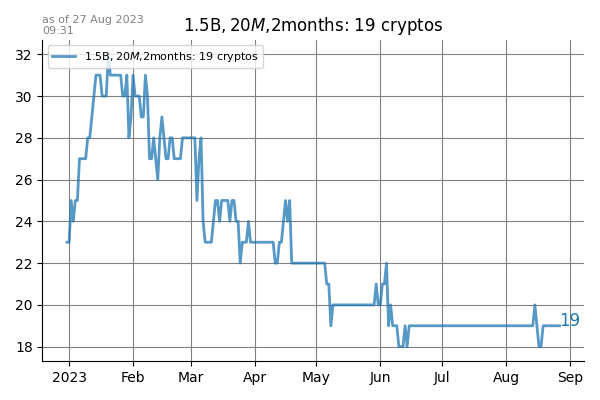 as of 27 Aug 2023
09:31
1.5B, 20M,2months: 19 cryptos
1.5B, 20M,2months: 19 cryptos
32
30
28
26
24
22
20
18
19
2023 Feb Mar Apr May Jun Jul Aug Sep